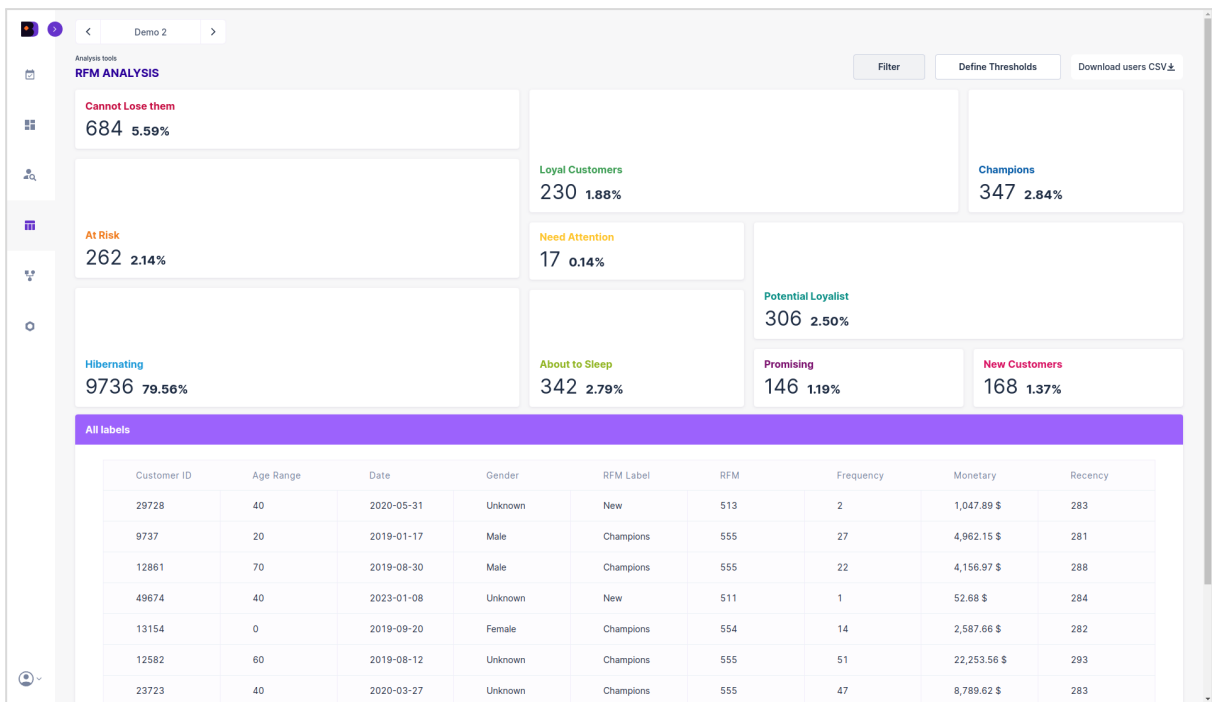 Demo 2
Analysis tools
RFM ANALYSIS
Filter
Define Thresholds
Download users CSV
Cannot Lose them
684 5.59%
Loyal Customers
230 1.88%
Champions
347 2.84%
At Risk
262 2.14%
Need Attention
17 0.14%
Potential Loyalist
306 2.50%
Hibernating
9736 79.56%
About to Sleep
342 2.79%
Promising
146 1.19%
New Customers
168 1.37%
All labels
Customer ID Age Range Date Gender RFM Label RFM Frequency Monetary Recency
29728 40 2020-05-31 Unknown New 513 2 1,047.89 $ 283
9737 20 2019-01-17 Male Champions 555 27 4,962.15 $ 281
12861 70 2019-08-30 Male Champions 555 22 4,156.97 $ 288
49674 40 2023-01-08 Unknown New 511 1 52.68 $ 284
13154 0 2019-09-20 Female Champions 554 14 2,587.66 $ 282
12582 60 2019-08-12 Unknown Champions 555 51 22,253.56 $ 293
23723 40 2020-03-27 Unknown Champions 555 47 8,789.62 $ 283